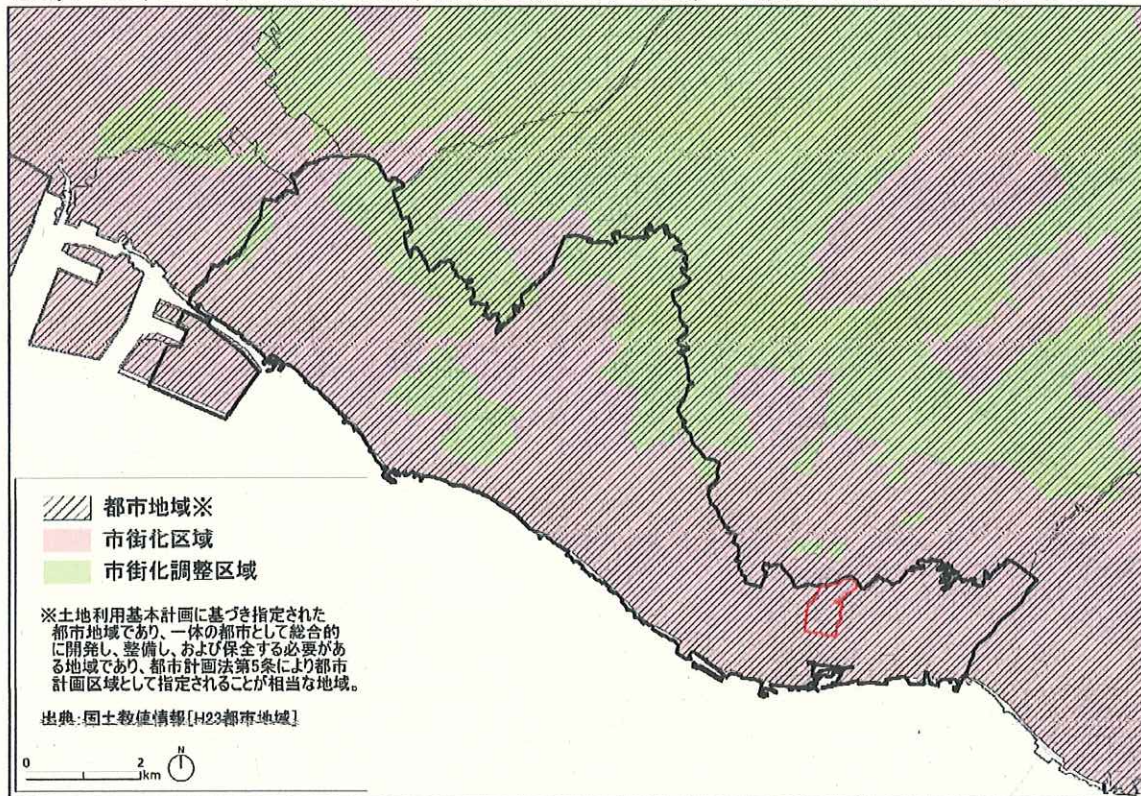 都市地域※
市街化区域
市街化調整区域
※土地利用基本計画に基づき指定された
都市地域であり、一体の都市として総合的
に開発し、整備し、および保全する必要があ
る地域であり、都市計画法第5条により都市
計画区域として指定されることが相当な地域。
出典:国土数値情報[H23都市地域]
0 2
km
N